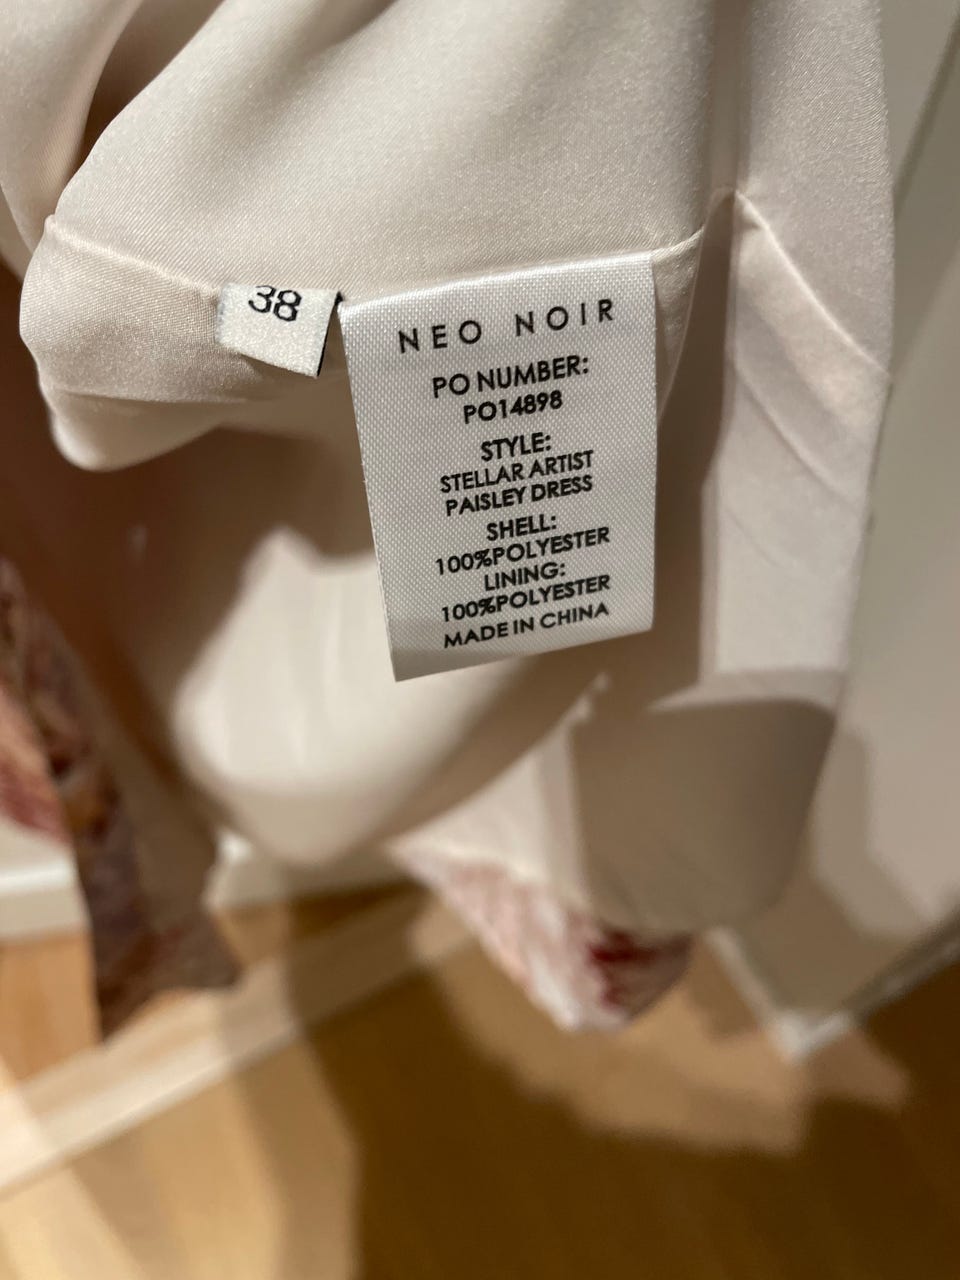 38
NEO NOIR
PO NUMBER:
PO14898
STYLE:
STELLAR ARTIST
PAISLEY DRESS
SHELL:
100%POLYESTER
LINING:
100%POLYESTER
MADE IN CHINA